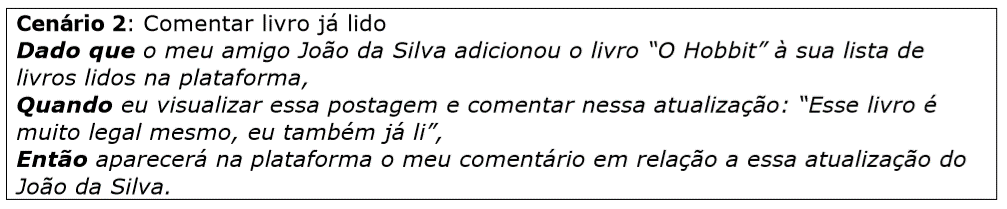 Cenário 2: Comentar livro já lido
Dado que o meu amigo João da Silva adicionou o livro “O Hobbit” à sua lista de
livros lidos na plataforma,
Quando eu visualizar essa postagem e comentar nessa atualização: “Esse livro é
muito legal mesmo, eu também já li”,
Então aparecerá na plataforma o meu comentário em relação a essa atualização do
João da Silva.